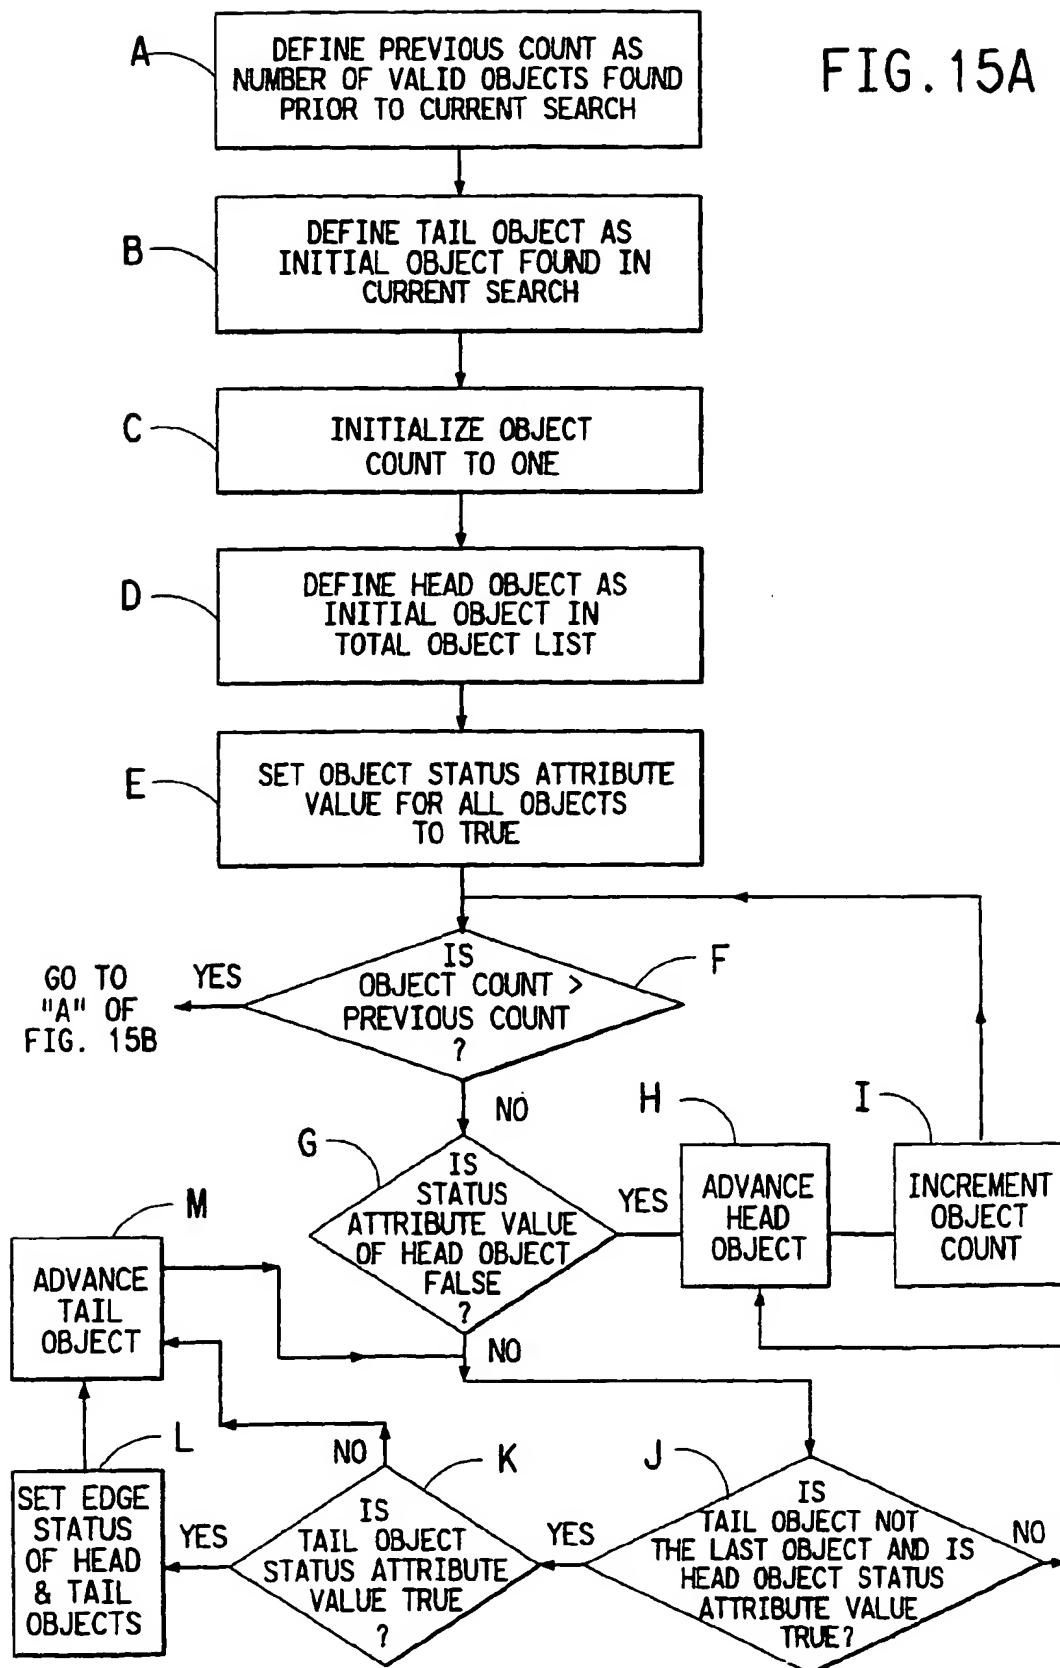 FIG. 15A
A
DEFINE PREVIOUS COUNT AS
NUMBER OF VALID OBJECTS FOUND
PRIOR TO CURRENT SEARCH
B
DEFINE TAIL OBJECT AS
INITIAL OBJECT FOUND IN
CURRENT SEARCH
C
INITIALIZE OBJECT
COUNT TO ONE
D
DEFINE HEAD OBJECT AS
INITIAL OBJECT IN
TOTAL OBJECT LIST
E
SET OBJECT STATUS ATTRIBUTE
VALUE FOR ALL OBJECTS
TO TRUE
F
IS
OBJECT COUNT >
PREVIOUS COUNT
?
YES
GO TO
"A" OF
FIG. 15B
NO
G
IS
STATUS
ATTRIBUTE VALUE
OF HEAD OBJECT
FALSE
?
YES
H
ADVANCE
HEAD
OBJECT
I
INCREMENT
OBJECT
COUNT
NO
M
ADVANCE
TAIL
OBJECT
J
IS
TAIL OBJECT NOT
THE LAST OBJECT AND IS
HEAD OBJECT STATUS
ATTRIBUTE VALUE
TRUE?
NO
YES
K
IS
TAIL OBJECT
STATUS ATTRIBUTE
VALUE TRUE
?
NO
YES
L
SET EDGE
STATUS
OF HEAD
& TAIL
OBJECTS